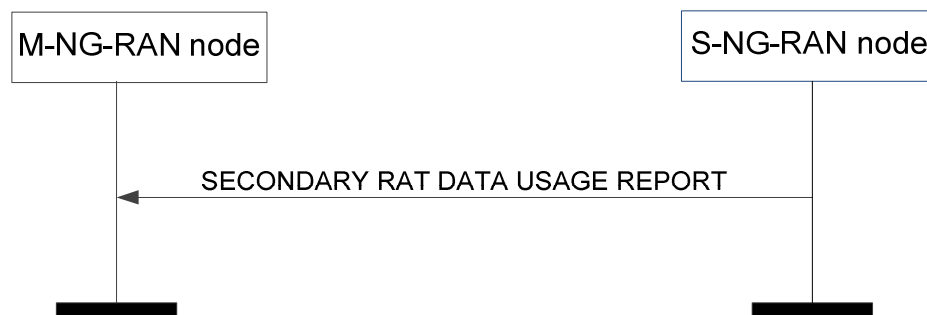 M-NG-RAN node
S-NG-RAN node
SECONDARY RAT DATA USAGE REPORT